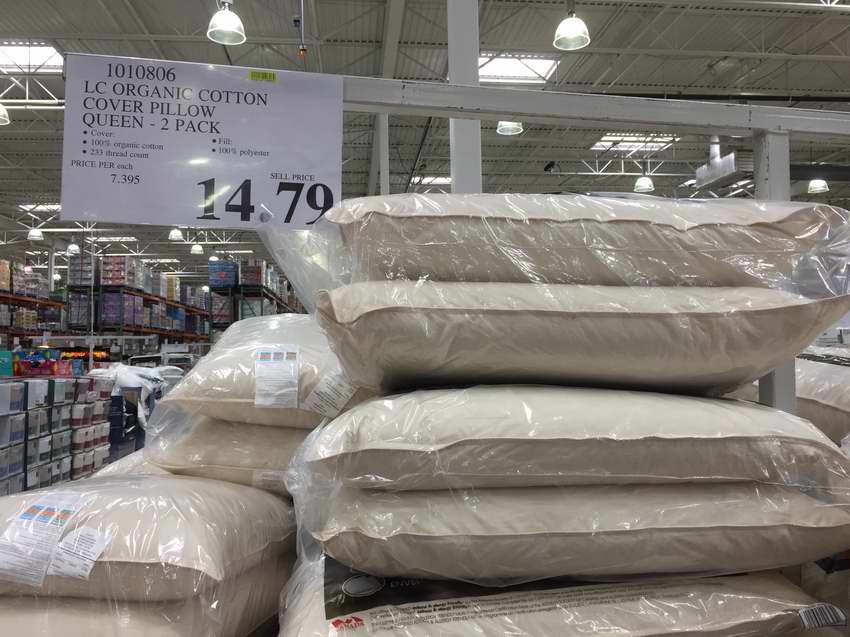 1010806
LC ORGANIC COTTON
COVER PILLOW
QUEEN - 2 PACK
• Cover:
• 100% organic cotton
• 233 thread count
• Fill:
• 100% polyester
PRICE PER each
7.395
SELL PRICE
14 79